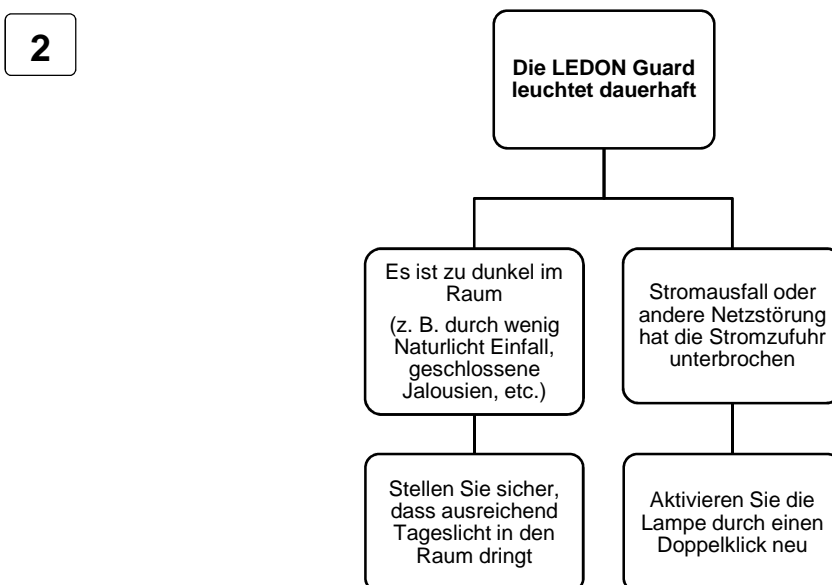 2
Die LEDON Guard
leuchtet dauerhaft
Es ist zu dunkel im
Raum
(z. B. durch wenig
Naturlicht Einfall,
geschlossene
Jalousien, etc.)
Stromausfall oder
andere Netzstörung
hat die Stromzufuhr
unterbrochen
Stellen Sie sicher,
dass ausreichend
Tageslicht in den
Raum dringt
Aktivieren Sie die
Lampe durch einen
Doppelklick neu